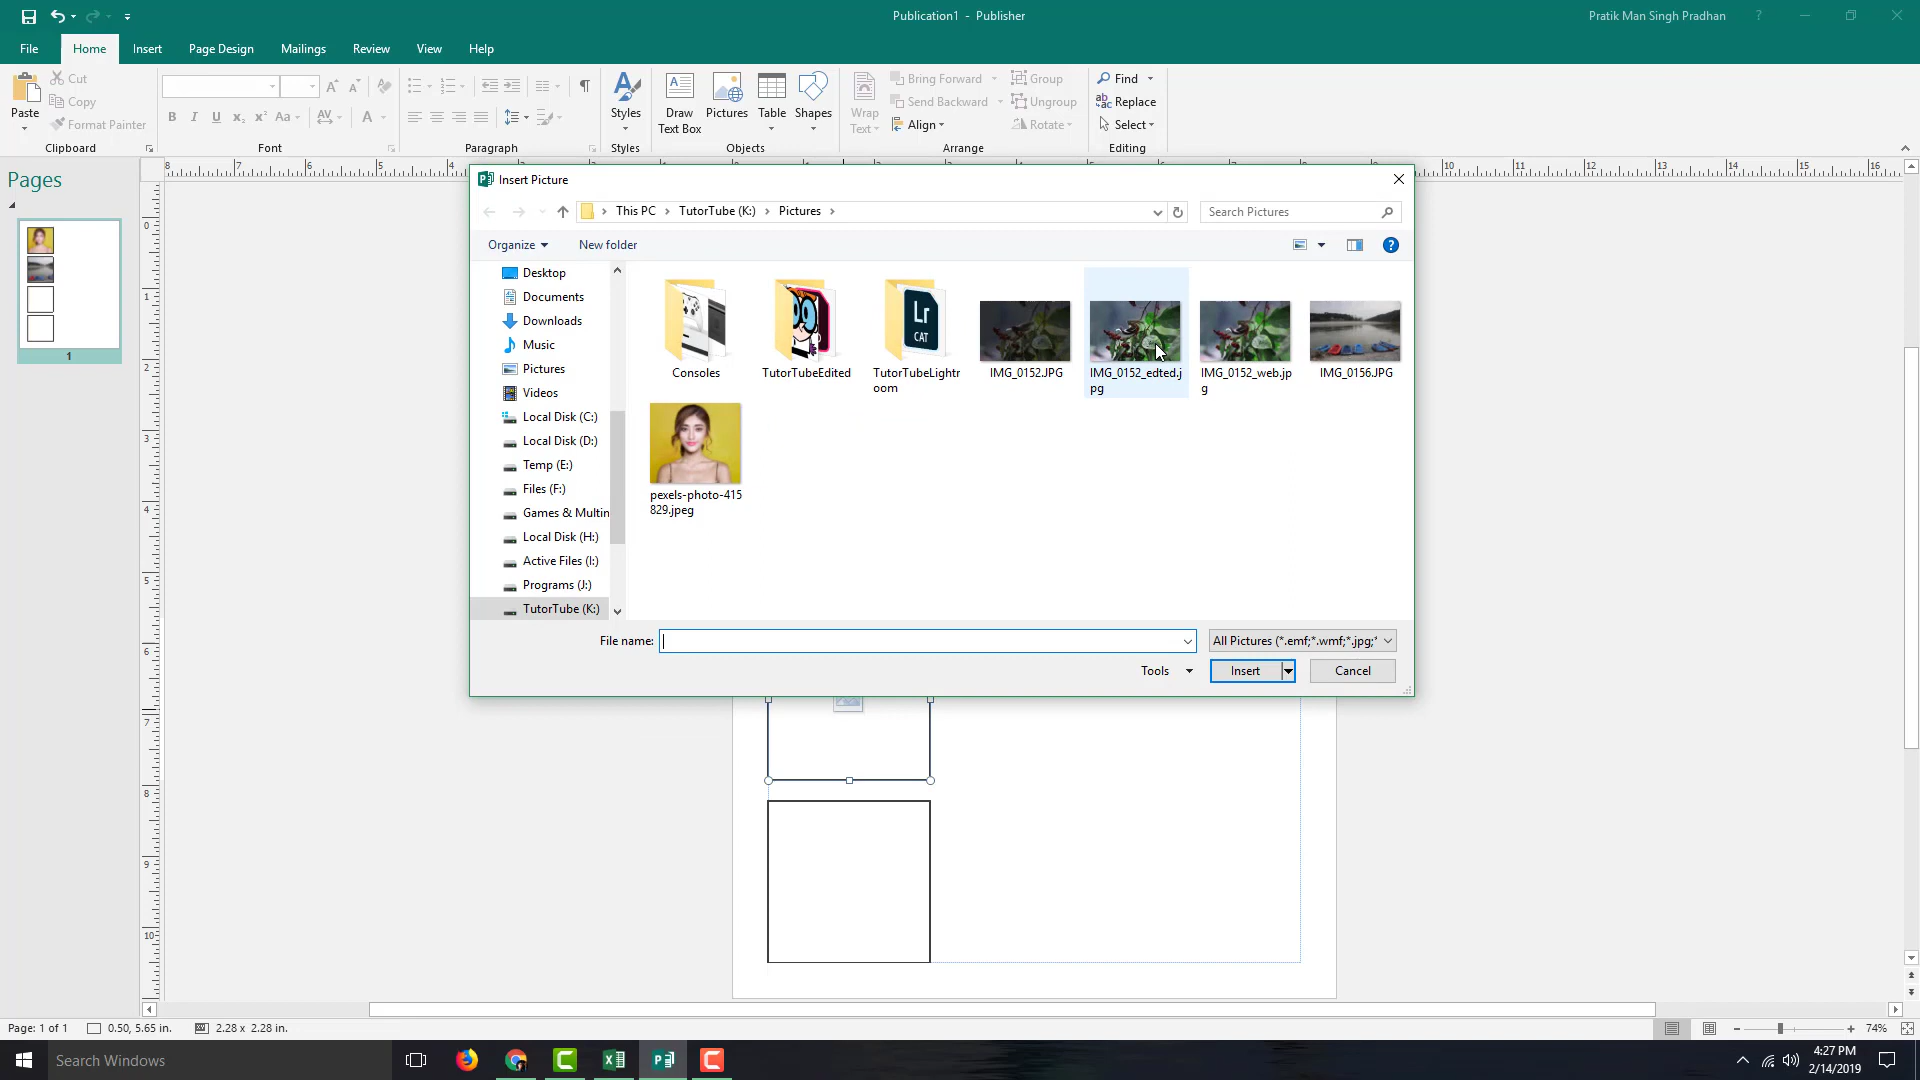 Publication1 - Publisher
Pratik Man Singh Pradhan
?
File Home Insert Page Design Mailings Review View Help
Paste
Cut
Copy
Format Painter
Clipboard
Font
Paragraph
Styles
Styles
Draw
Text Box
Pictures
Table
Shapes
Objects
Wrap
Text
Bring Forward
Send Backward
Align
Group
Ungroup
Rotate
Arrange
Find
Replace
Select
Editing
Pages
1
Insert Picture
This PC > TutorTube (K:) > Pictures >
Search Pictures
Organize
New folder
Desktop
Documents
Downloads
Music
Pictures
Videos
Local Disk (C:)
Local Disk (D:)
Temp (E:)
Files (F:)
Games & Multin
Local Disk (H:)
Active Files (I:)
Programs (J:)
TutorTube (K:)
Consoles
TutorTubeEdited
TutorTubeLightr
oom
Lr
CAT
IMG_0152.JPG
IMG_0152_edted.j
pg
IMG_0152_web.jp
g
IMG_0156.JPG
pexels-photo-415
829.jpeg
File name:
All Pictures (*.emf;*.wmf;*.jpg;*
Tools
Insert
Cancel
Page: 1 of 1
0.50, 5.65 in.
2.28 x 2.28 in.
74%
Search Windows
4:27 PM
2/14/2019